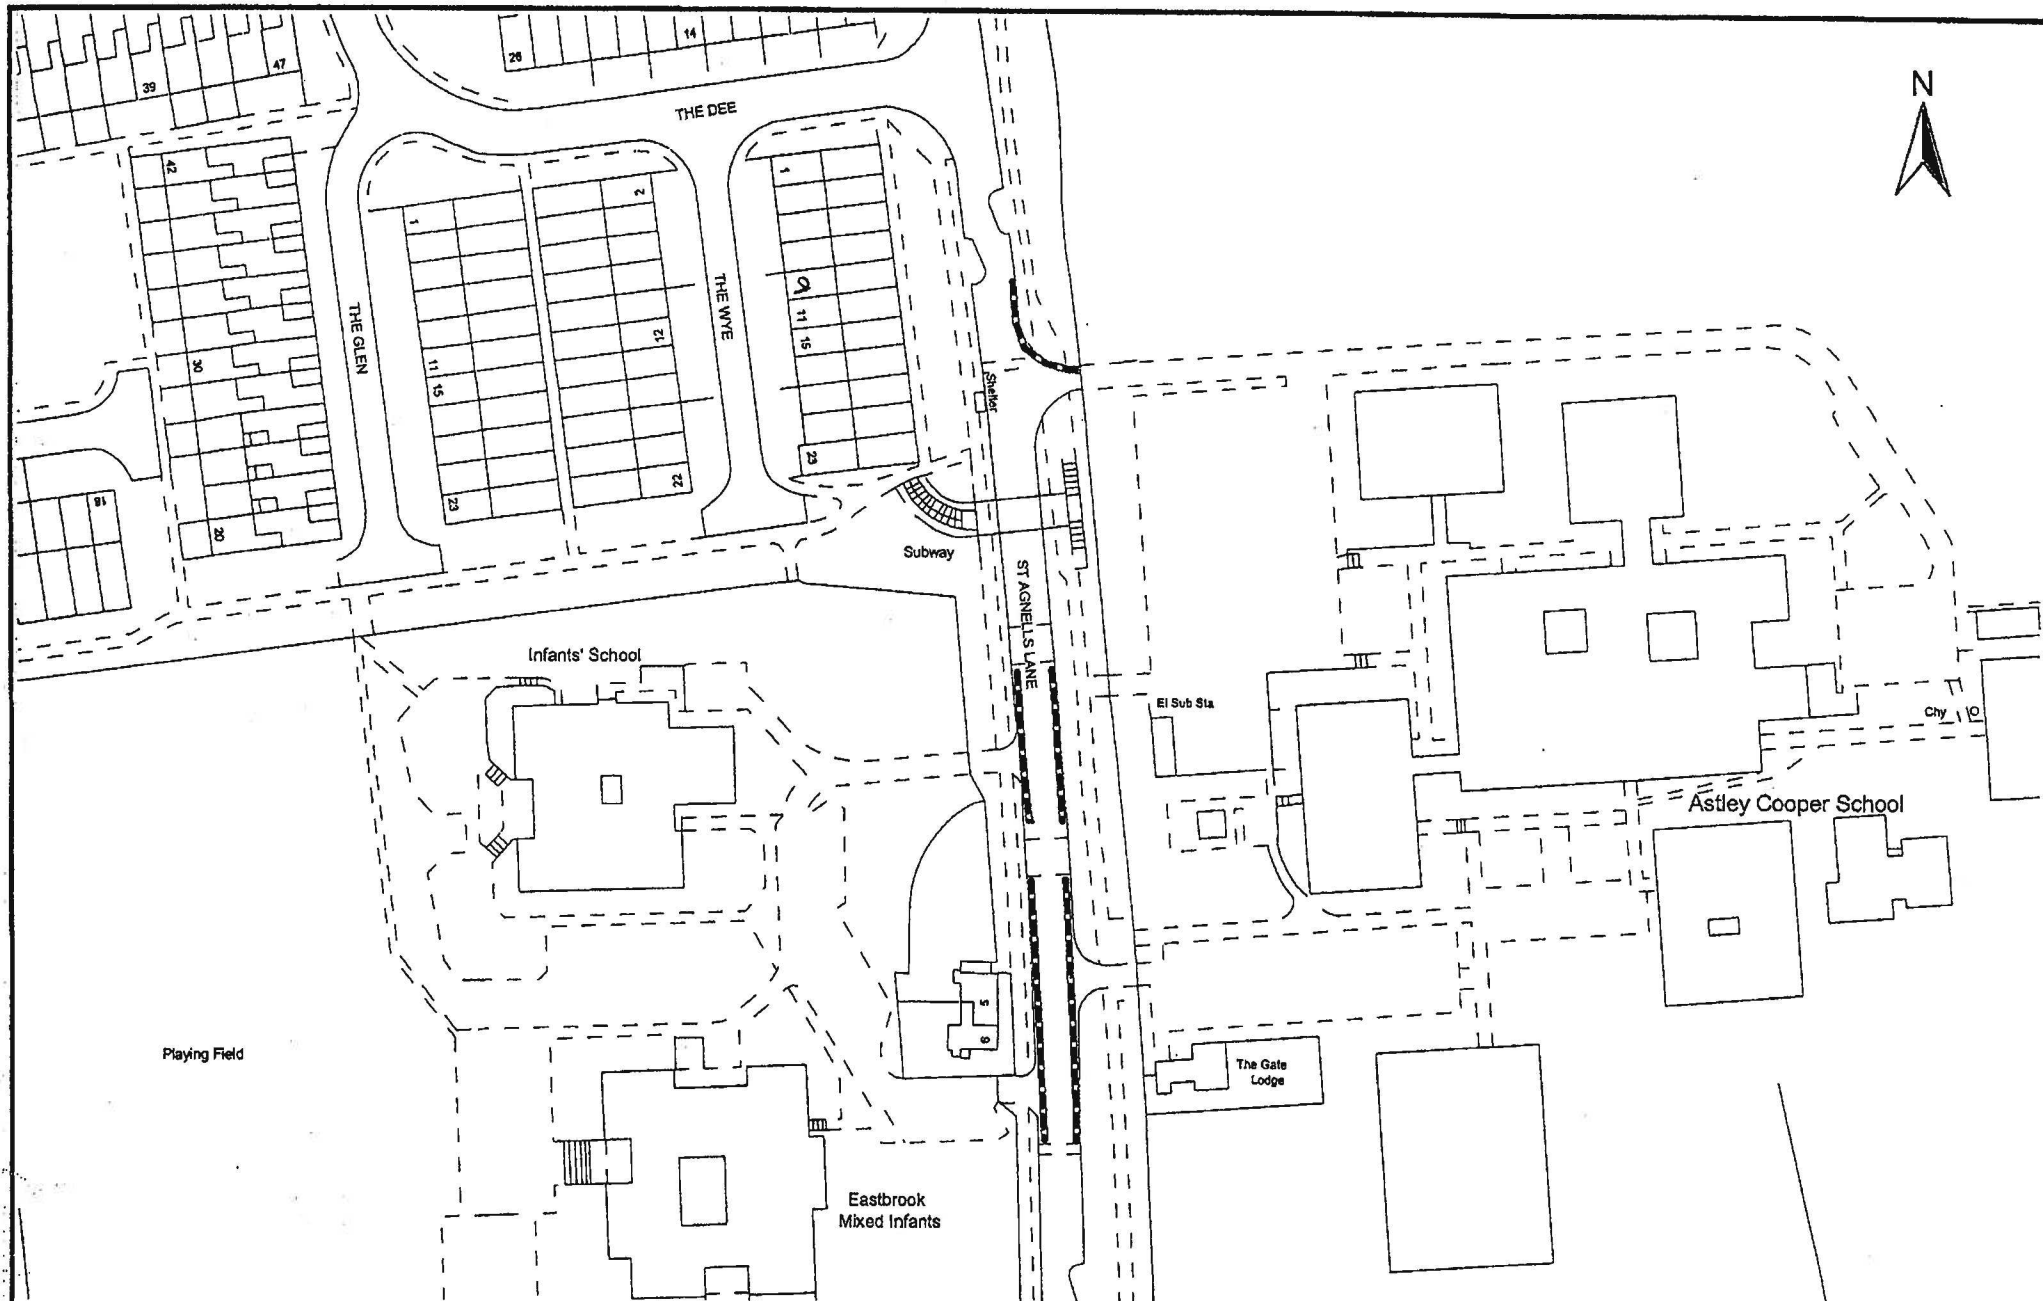 47
39
26
14
N
THE DEE
42
1
2
1
9
11
15
THE GLEN
THE WYE
12
30
11
15
Shelter
23
22
18
23
20
Subway
ST AGNELLS LANE
Infants' School
El Sub Sta
Chy
Astley Cooper School
5
6
Playing Field
The Gate
Lodge
Eastbrook
Mixed Infants